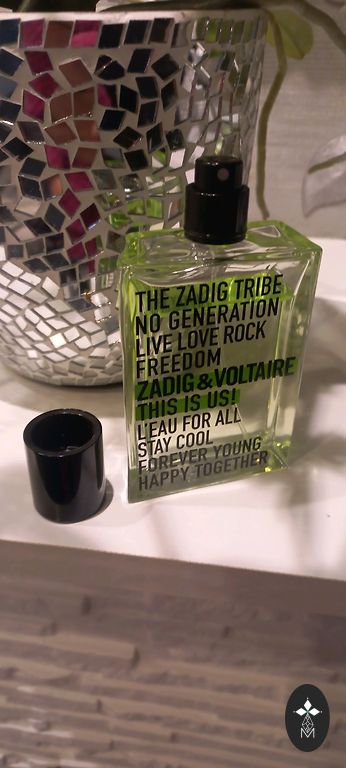 THE ZADIG TRIBE
NO GENERATION
LIVE LOVE ROCK
FREEDOM
ZADIG & VOLTAIRE
THIS IS US!
L'EAU FOR ALL
STAY COOL
FOREVER YOUNG
HAPPY TOGETHER